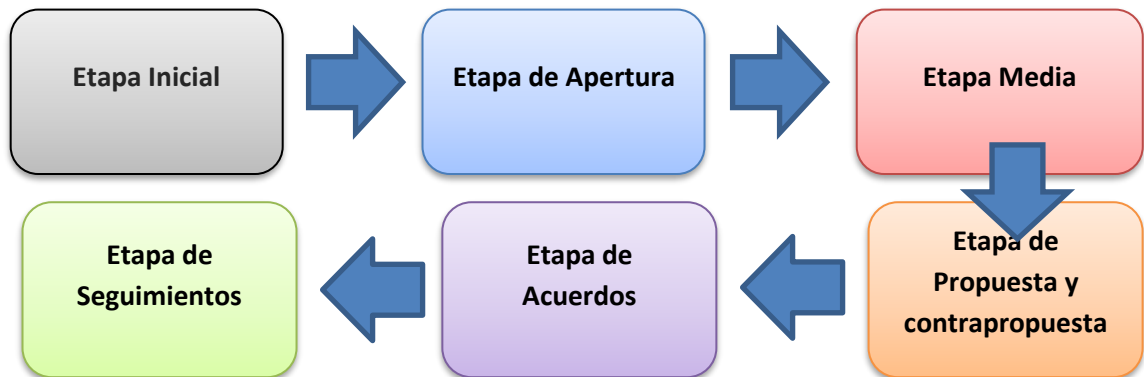 Etapa Inicial
Etapa de Apertura
Etapa Media
Etapa de
Propuesta y
contrapropuesta
Etapa de
Acuerdos
Etapa de
Seguimientos